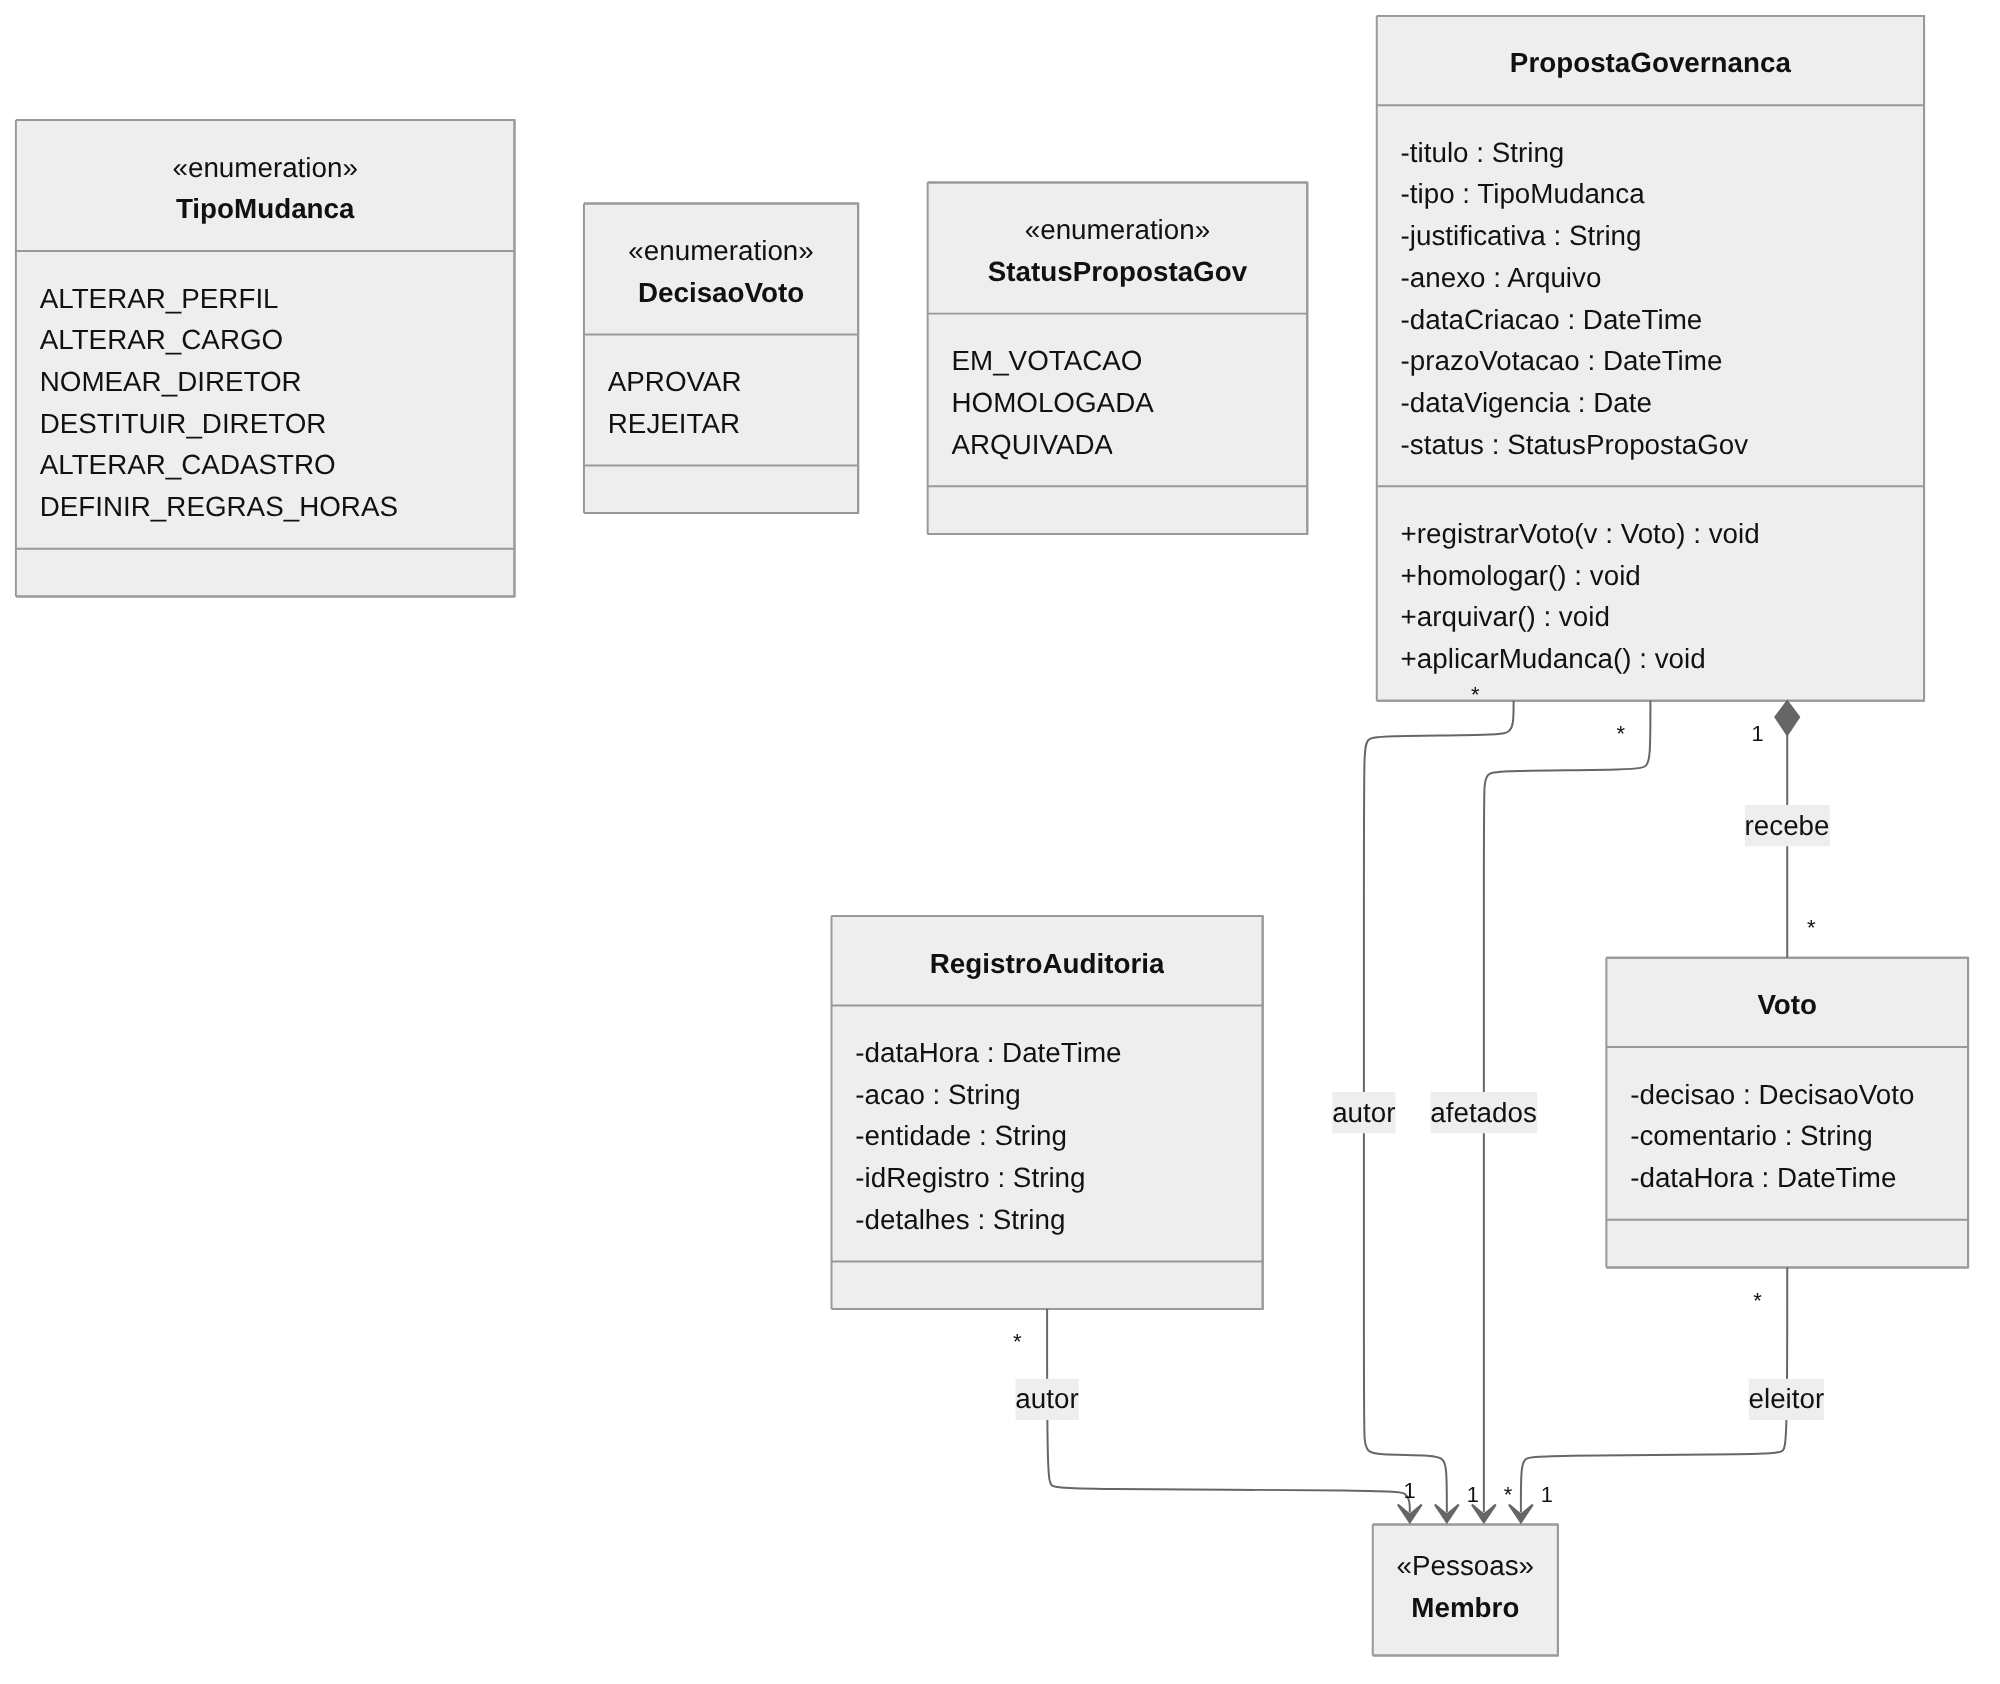 «enumeration»
TipoMudanca
ALTERAR_PERFIL
ALTERAR_CARGO
NOMEAR_DIRETOR
DESTITUIR_DIRETOR
ALTERAR_CADASTRO
DEFINIR_REGRAS_HORAS
«enumeration»
DecisaoVoto
APROVAR
REJEITAR
«enumeration»
StatusPropostaGov
EM_VOTACAO
HOMOLOGADA
ARQUIVADA
PropostaGovernanca
-titulo : String
-tipo : TipoMudanca
-justificativa : String
-anexo : Arquivo
-dataCriacao : DateTime
-prazoVotacao : DateTime
-dataVigencia : Date
-status : StatusPropostaGov
+registrarVoto(v : Voto) : void
+homologar() : void
+arquivar() : void
+aplicarMudanca() : void
*
*
1
recebe
*
RegistroAuditoria
-dataHora : DateTime
-acao : String
-entidade : String
-idRegistro : String
-detalhes : String
autor
afetados
Voto
-decisao : DecisaoVoto
-comentario : String
-dataHora : DateTime
*
autor
*
eleitor
1
1
*
1
«Pessoas»
Membro